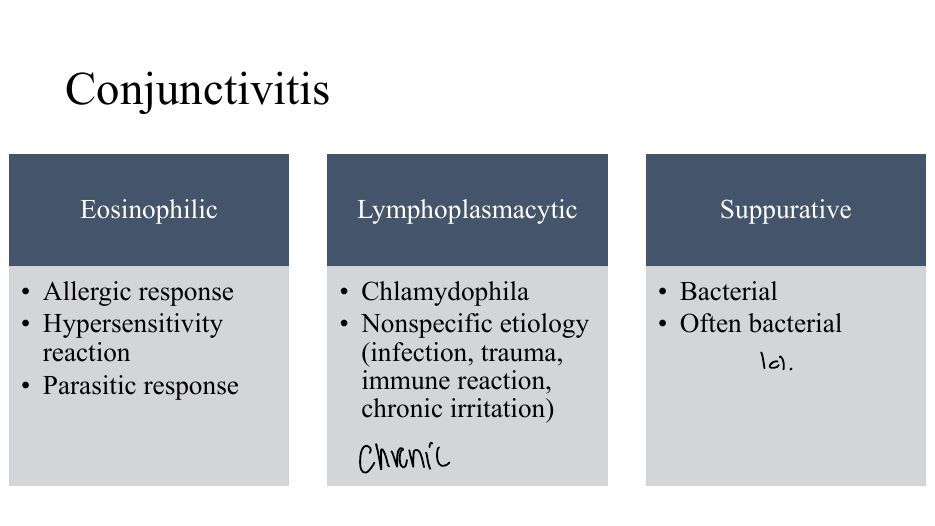 Conjunctivitis
Eosinophilic
• Allergic response
• Hypersensitivity
reaction
• Parasitic response
Lymphoplasmacytic
• Chlamydophila
• Nonspecific etiology
(infection, trauma,
immune reaction,
chronic irritation)
Chronic
Suppurative
• Bacterial
• Often bacterial